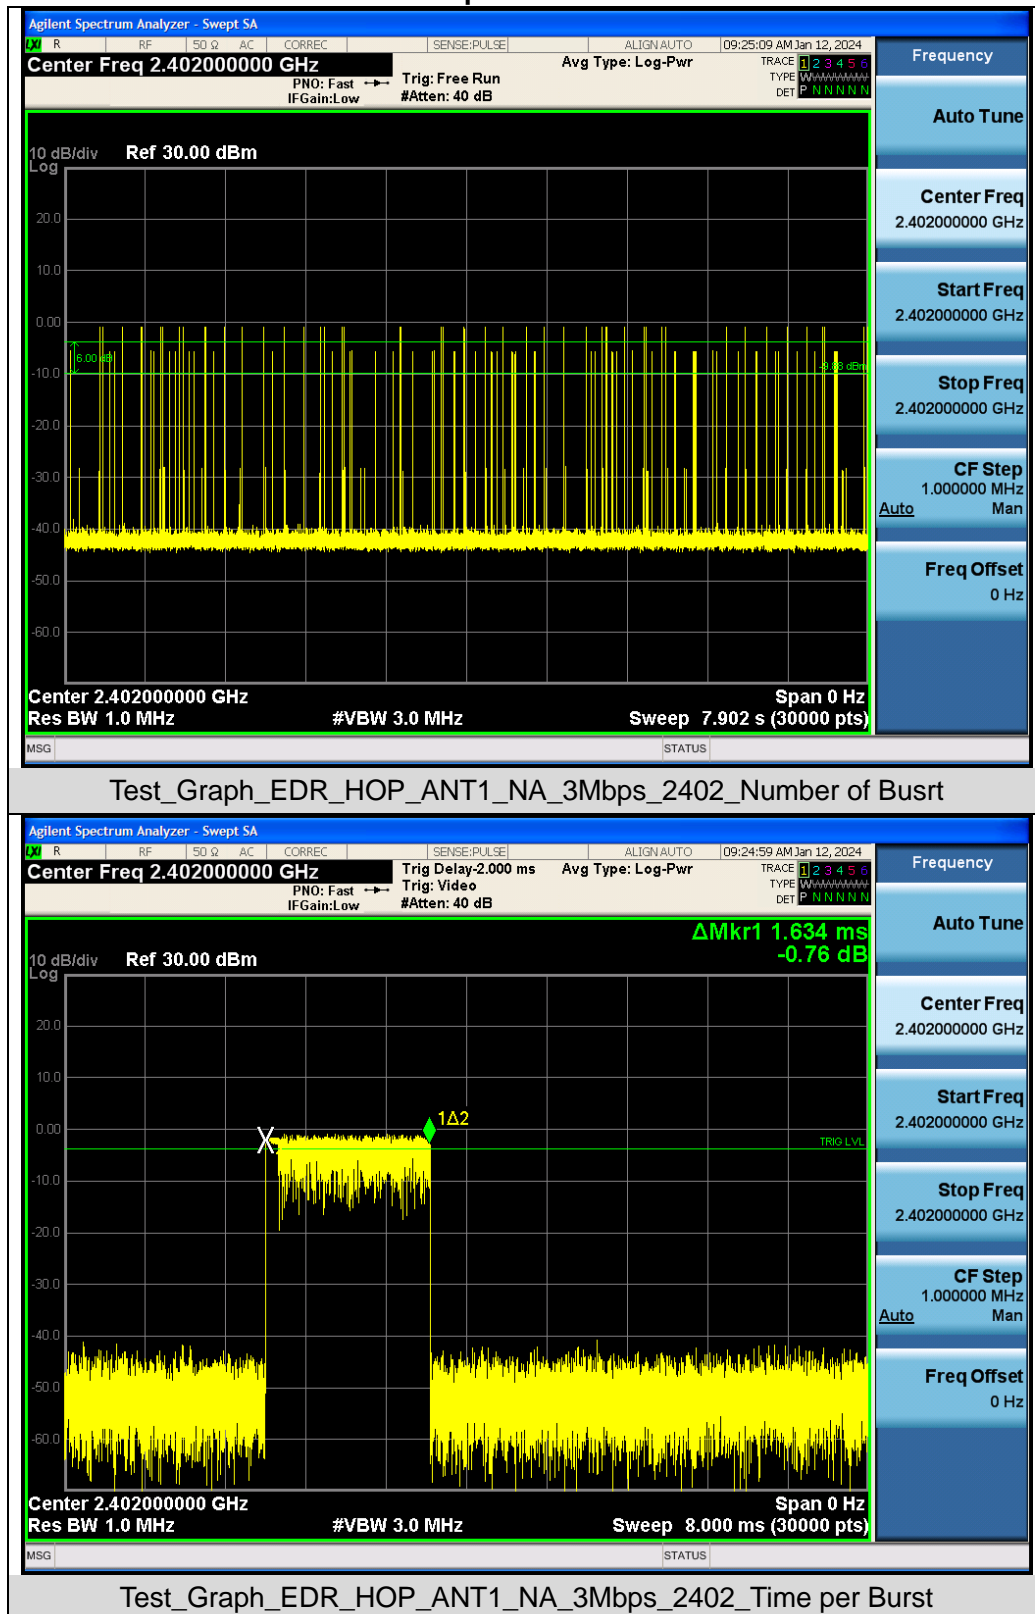 Agilent Spectrum Analyzer - Swept SA
LXI R RF 50 Ω AC CORREC SENSE:PULSE ALIGN AUTO 09:25:09 AM Jan 12, 2024
Center Freq 2.402000000 GHz
PNO: Fast
IFGain:Low
Trig: Free Run
#Atten: 40 dB
Avg Type: Log-Pwr
TRACE 1 2 3 4 5 6
TYPE
DET P N N N N N
10 dB/div Ref 30.00 dBm
Log
20.0
10.0
0.00
6.00 dB
-10.0
-20.0
-30.0
-40.0
-50.0
-60.0
Center 2.402000000 GHz Span 0 Hz
Res BW 1.0 MHz #VBW 3.0 MHz Sweep 7.902 s (30000 pts)
MSG STATUS
Frequency
Auto Tune
Center Freq
2.402000000 GHz
Start Freq
2.402000000 GHz
Stop Freq
2.402000000 GHz
CF Step
1.000000 MHz
Auto Man
Freq Offset
0 Hz
Test_Graph_EDR_HOP_ANT1_NA_3Mbps_2402_Number of Busrt
Agilent Spectrum Analyzer - Swept SA
LXI R RF 50 Ω AC CORREC SENSE:PULSE ALIGN AUTO 09:24:59 AM Jan 12, 2024
Center Freq 2.402000000 GHz
PNO: Fast
IFGain:Low
Trig Delay-2.000 ms
Trig: Video
#Atten: 40 dB
Avg Type: Log-Pwr
TRACE 1 2 3 4 5 6
TYPE
DET P N N N N N
ΔMkr1 1.634 ms
-0.76 dB
10 dB/div Ref 30.00 dBm
Log
20.0
10.0
0.00
-10.0
-20.0
-30.0
-40.0
-50.0
-60.0
1Δ2
TRIG LVL
Center 2.402000000 GHz Span 0 Hz
Res BW 1.0 MHz #VBW 3.0 MHz Sweep 8.000 ms (30000 pts)
MSG STATUS
Frequency
Auto Tune
Center Freq
2.402000000 GHz
Start Freq
2.402000000 GHz
Stop Freq
2.402000000 GHz
CF Step
1.000000 MHz
Auto Man
Freq Offset
0 Hz
Test_Graph_EDR_HOP_ANT1_NA_3Mbps_2402_Time per Burst